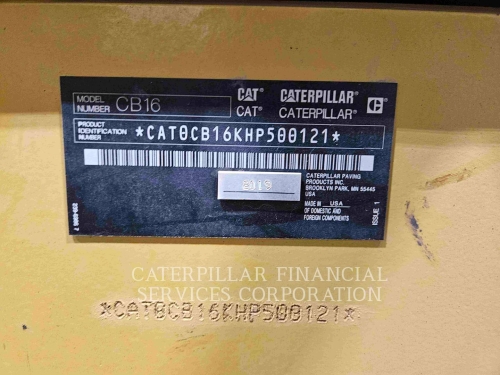 MODEL NUMBER CB16
CAT® CATERPILLAR®
CAT® CATERPILLAR®
PRODUCT IDENTIFICATION NUMBER *CAT0CB16KHP500121*
2019
CATERPILLAR PAVING
PRODUCTS INC.
BROOKLYN PARK, MN 55445
USA
MADE IN USA
OF DOMESTIC AND
FOREIGN COMPONENTS
ISSUE 1
CATERPILLAR FINANCIAL
SERVICES CORPORATION
*CAT0CB16KHP500121*